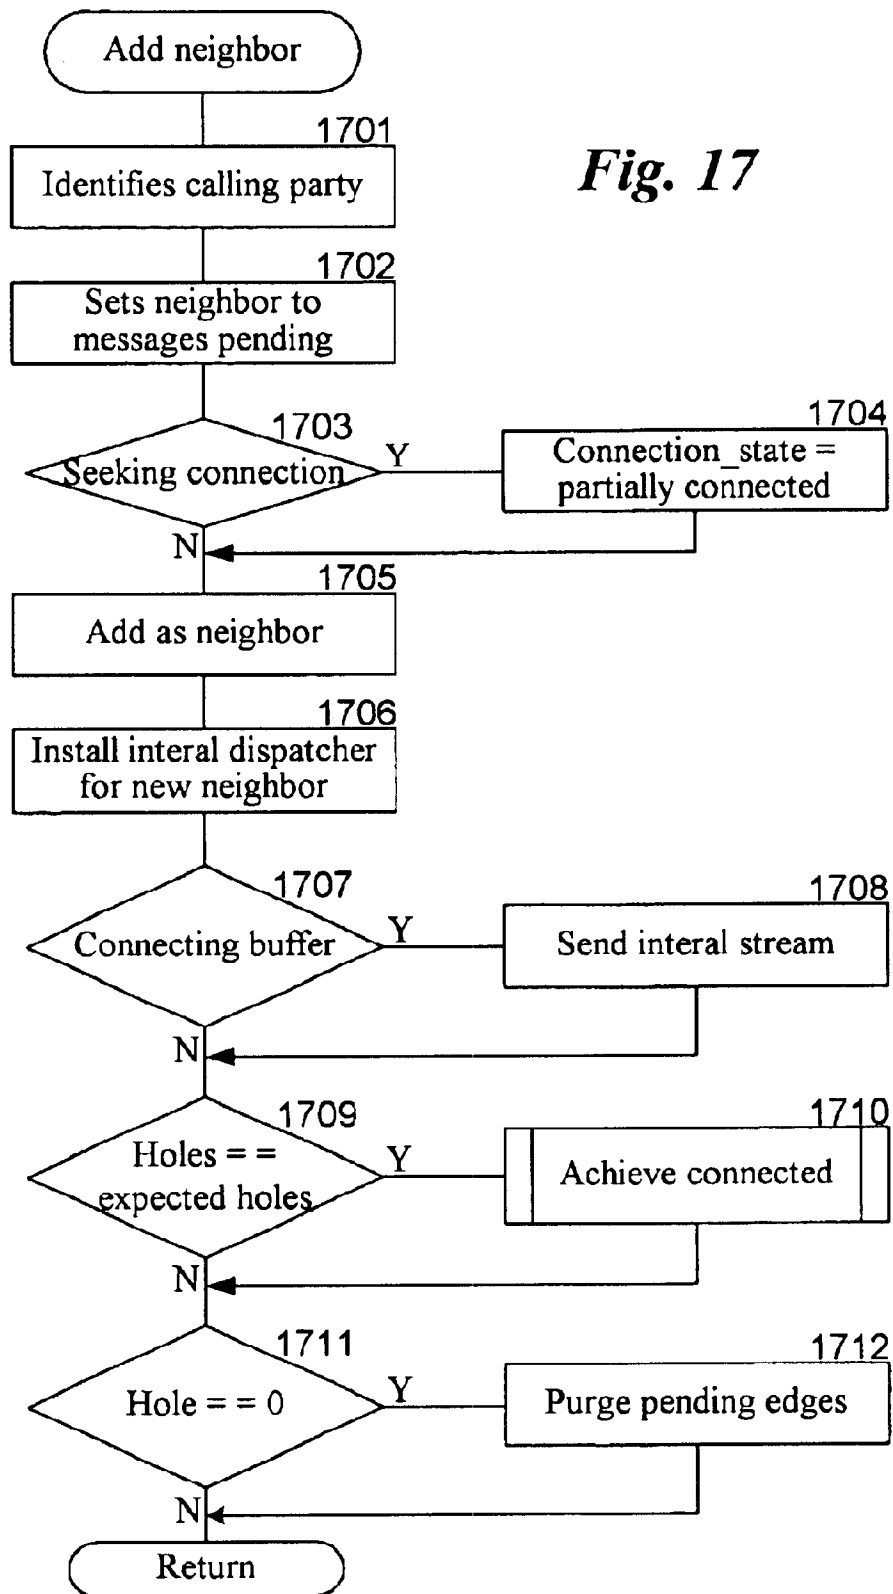 Add neighbor
1701
Identifies calling party
Fig. 17
1702
Sets neighbor to
messages pending
1703
Seeking connection
Y
1704
Connection_state =
partially connected
N
1705
Add as neighbor
1706
Install interal dispatcher
for new neighbor
1707
Connecting buffer
Y
1708
Send interal stream
N
1709
Holes = =
expected holes
Y
1710
Achieve connected
N
1711
Hole = = 0
Y
1712
Purge pending edges
N
Return